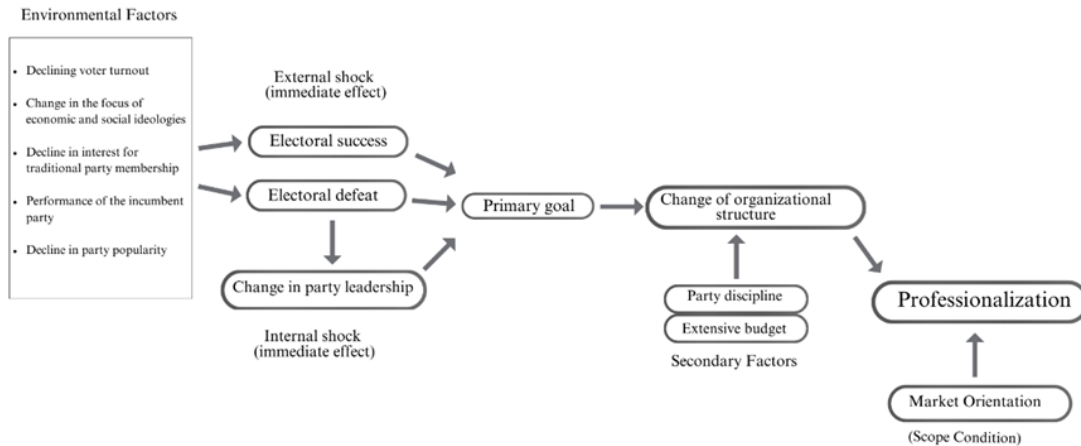 Environmental Factors
• Declining voter turnout
• Change in the focus of
economic and social ideologies
• Decline in interest for
traditional party membership
• Performance of the incumbent
party
• Decline in party popularity
External shock
(immediate effect)
Electoral success
Electoral defeat
Change in party leadership
Internal shock
(immediate effect)
Primary goal
Change of organizational
structure
Party discipline
Extensive budget
Secondary Factors
Professionalization
Market Orientation
(Scope Condition)